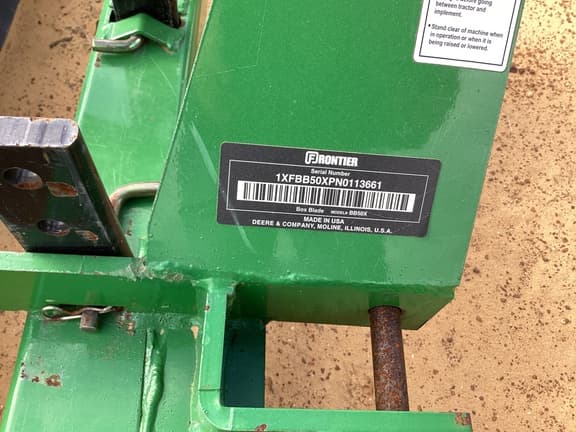 between tractor and
implement.
• Stand clear of machine when
in operation or when it is
being raised or lowered.
FRONTIER
Serial Number
1XFBB50XPN0113661
Box Blade MODEL# BB50X
MADE IN USA
DEERE & COMPANY, MOLINE, ILLINOIS, U.S.A.